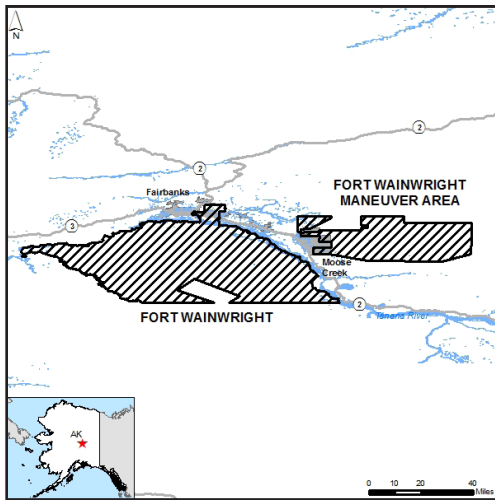 N
2
2
Fairbanks
FORT WAINWRIGHT
MANEUVER AREA
3
Moose
Creek
2
Tanana River
FORT WAINWRIGHT
AK
0 10 20 40
Miles